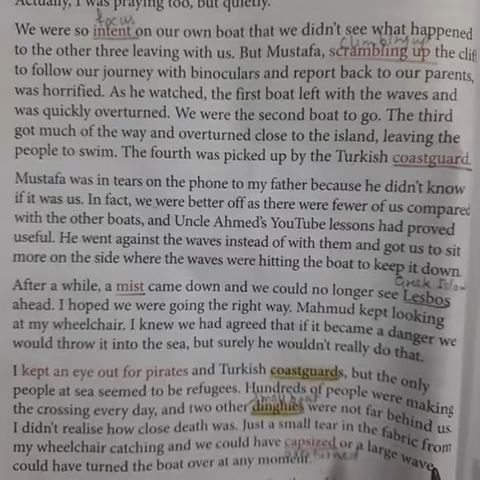 Actually, I was praying too, but quietly.
focus
We were so intent on our own boat that we didn't see what happened
climbing up
to the other three leaving with us. But Mustafa, scrambling up the cliff
to follow our journey with binoculars and report back to our parents,
was horrified. As he watched, the first boat left with the waves and
was quickly overturned. We were the second boat to go. The third
got much of the way and overturned close to the island, leaving the
people to swim. The fourth was picked up by the Turkish coastguard.
Mustafa was in tears on the phone to my father because he didn't know
if it was us. In fact, we were better off as there were fewer of us compared
with the other boats, and Uncle Ahmed's YouTube lessons had proved
useful. He went against the waves instead of with them and got us to sit
more on the side where the waves were hitting the boat to keep it down.
Greek Islan
After a while, a mist came down and we could no longer see Lesbos
ahead. I hoped we were going the right way. Mahmud kept looking
at my wheelchair. I knew we had agreed that if it became a danger we
would throw it into the sea, but surely he wouldn't really do that.
I kept an eye out for pirates and Turkish coastguards, but the only
people at sea seemed to be refugees. Hundreds of people were making
small boat
the crossing every day, and two other dinghies were not far behind us.
I didn't realise how close death was. Just a small tear in the fabric from
my wheelchair catching and we could have capsized or a large wave
overturned
could have turned the boat over at any moment.